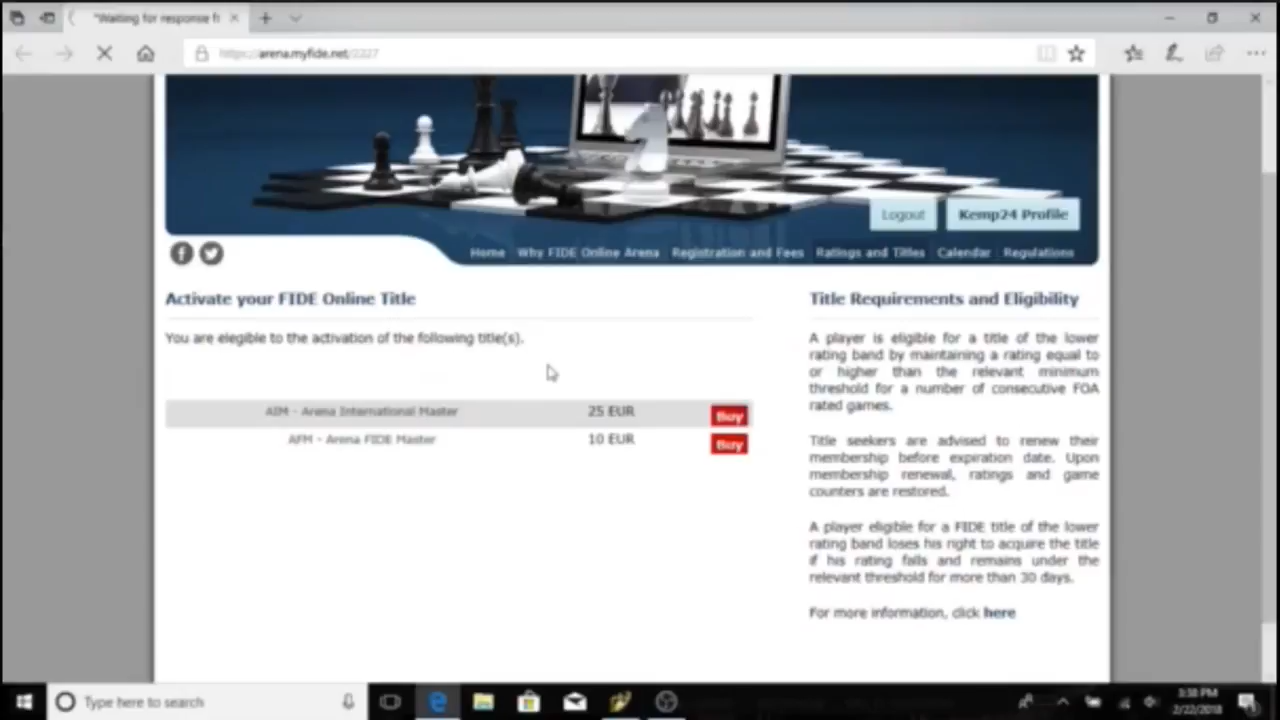 "Waiting for response fr
https://arena.myfide.net/2327
Logout
Kemp24 Profile
Home
Why FIDE Online Arena
Registration and Fees
Ratings and Titles
Calendar
Regulations
Activate your FIDE Online Title
You are elegible to the activation of the following title(s).
AIM - Arena International Master 25 EUR Buy
AFM - Arena FIDE Master 10 EUR Buy
Title Requirements and Eligibility
A player is eligible for a title of the lower
rating band by maintaining a rating equal to
or higher than the relevant minimum
threshold for a number of consecutive FOA
rated games.
Title seekers are advised to renew their
membership before expiration date. Upon
membership renewal, ratings and game
counters are restored.
A player eligible for a FIDE title of the lower
rating band loses his right to acquire the title
if his rating falls and remains under the
relevant threshold for more than 30 days.
For more information, click here
Type here to search
3:38 PM
2/22/2018